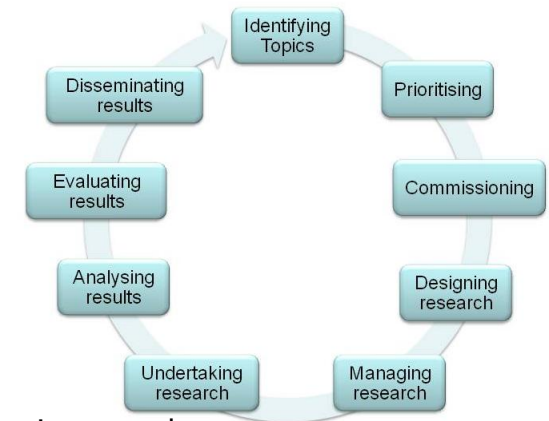 Identifying
Topics
Prioritising
Commissioning
Designing
research
Managing
research
Undertaking
research
Analysing
results
Evaluating
results
Disseminating
results